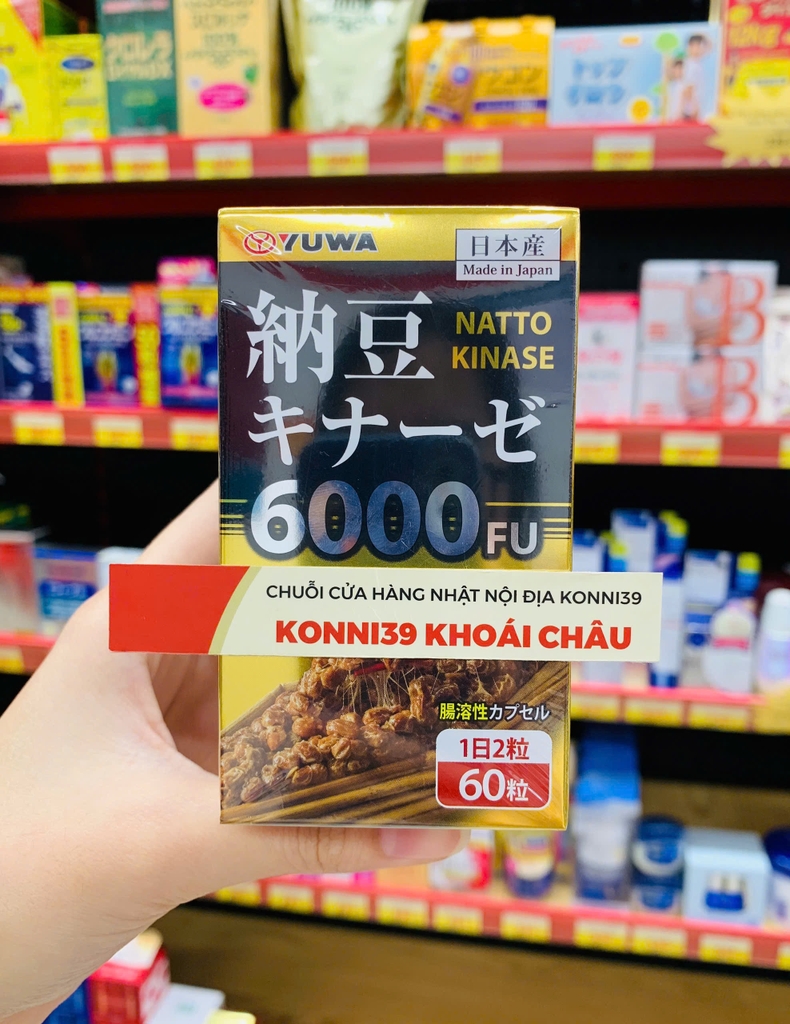 YUWA
日本産
Made in Japan
納豆
NATTO
KINASE
キナーゼ
6000FU
CHUỖI CỬA HÀNG NHẬT NỘI ĐỊA KONNI39
KONNI39 KHOÁI CHÂU
腸溶性カプセル
1日2粒
60粒